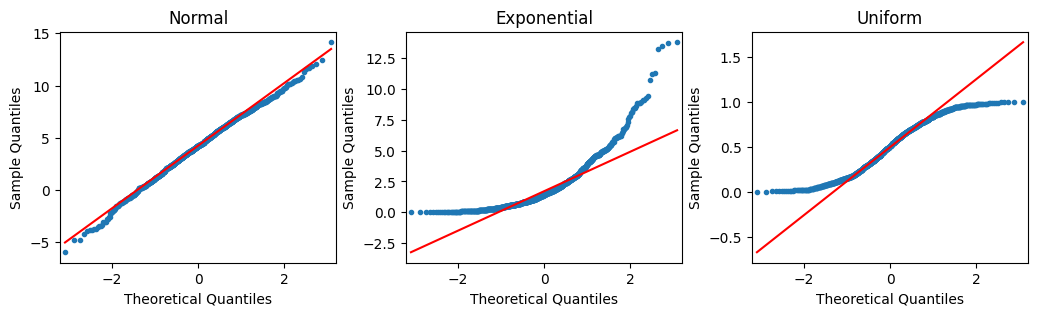 Normal
Exponential
Uniform
15
10
5
0
−5
Sample Quantiles
−2
0
2
Theoretical Quantiles
12.5
10.0
7.5
5.0
2.5
0.0
−2.5
Sample Quantiles
−2
0
2
Theoretical Quantiles
1.5
1.0
0.5
0.0
−0.5
Sample Quantiles
−2
0
2
Theoretical Quantiles